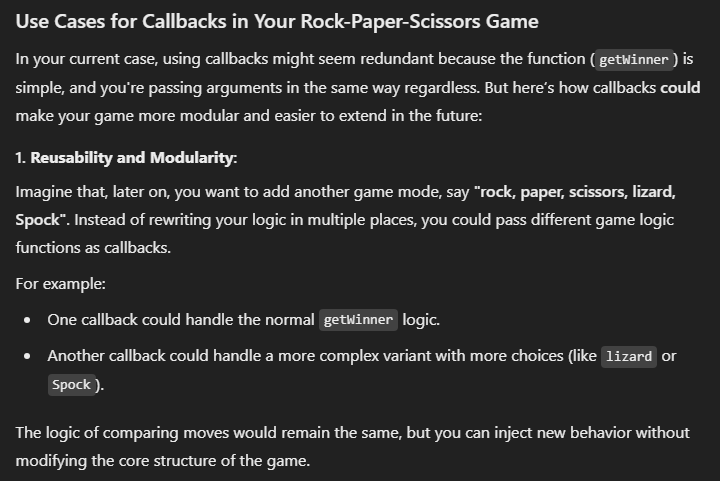 Use Cases for Callbacks in Your Rock-Paper-Scissors Game
In your current case, using callbacks might seem redundant because the function (getWinner) is
simple, and you're passing arguments in the same way regardless. But here's how callbacks could
make your game more modular and easier to extend in the future:
1. Reusability and Modularity:
Imagine that, later on, you want to add another game mode, say "rock, paper, scissors, lizard,
Spock". Instead of rewriting your logic in multiple places, you could pass different game logic
functions as callbacks.
For example:
• One callback could handle the normal getWinner logic.
• Another callback could handle a more complex variant with more choices (like lizard or
Spock).
The logic of comparing moves would remain the same, but you can inject new behavior without
modifying the core structure of the game.